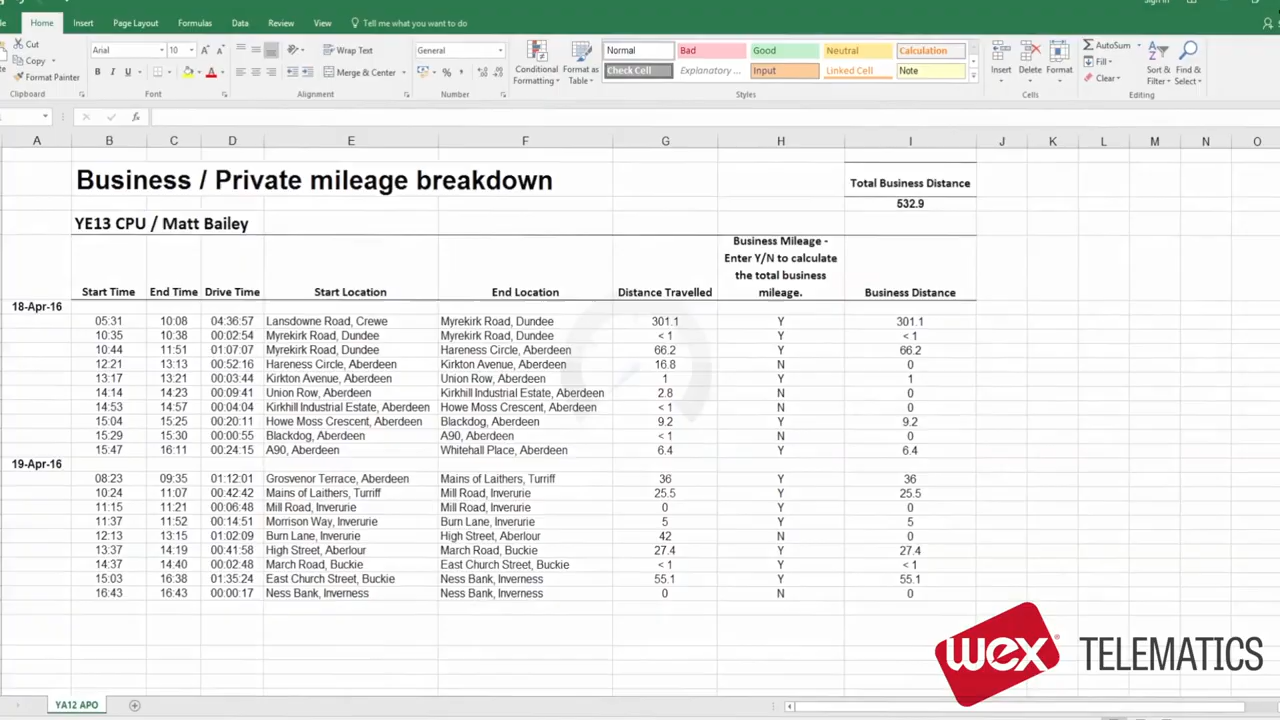 Sign in
Home Insert Page Layout Formulas Data Review View Tell me what you want to do
Cut
Copy
Format Painter
Clipboard
Arial 10
B I U
Font
Wrap Text
Merge & Center
Alignment
General
Number
Conditional Formatting
Format as Table
Normal Bad Good Neutral Calculation
Check Cell Explanatory ... Input Linked Cell Note
Styles
Insert Delete Format
Cells
AutoSum
Fill
Clear
Sort & Filter
Find & Select
Editing
fx
A B C D E F G H I J K L M N O
Business / Private mileage breakdown
Total Business Distance
532.9
YE13 CPU / Matt Bailey
Business Mileage -
Enter Y/N to calculate
the total business
mileage.
Start Time End Time Drive Time Start Location End Location Distance Travelled Business Distance
18-Apr-16
05:31 10:08 04:36:57 Lansdowne Road, Crewe Myrekirk Road, Dundee 301.1 Y 301.1
10:35 10:38 00:02:54 Myrekirk Road, Dundee Myrekirk Road, Dundee < 1 Y < 1
10:44 11:51 01:07:07 Myrekirk Road, Dundee Hareness Circle, Aberdeen 66.2 Y 66.2
12:21 13:13 00:52:16 Hareness Circle, Aberdeen Kirkton Avenue, Aberdeen 16.8 N 0
13:17 13:21 00:03:44 Kirkton Avenue, Aberdeen Union Row, Aberdeen 1 Y 1
14:14 14:23 00:09:41 Union Row, Aberdeen Kirkhill Industrial Estate, Aberdeen 2.8 N 0
14:53 14:57 00:04:04 Kirkhill Industrial Estate, Aberdeen Howe Moss Crescent, Aberdeen < 1 N 0
15:04 15:25 00:20:11 Howe Moss Crescent, Aberdeen Blackdog, Aberdeen 9.2 Y 9.2
15:29 15:30 00:00:55 Blackdog, Aberdeen A90, Aberdeen < 1 N 0
15:47 16:11 00:24:15 A90, Aberdeen Whitehall Place, Aberdeen 6.4 Y 6.4
19-Apr-16
08:23 09:35 01:12:01 Grosvenor Terrace, Aberdeen Mains of Laithers, Turriff 36 Y 36
10:24 11:07 00:42:42 Mains of Laithers, Turriff Mill Road, Inverurie 25.5 Y 25.5
11:15 11:21 00:06:48 Mill Road, Inverurie Mill Road, Inverurie 0 Y 0
11:37 11:52 00:14:51 Morrison Way, Inverurie Burn Lane, Inverurie 5 Y 5
12:13 13:15 01:02:09 Burn Lane, Inverurie High Street, Aberlour 42 N 0
13:37 14:19 00:41:58 High Street, Aberlour March Road, Buckie 27.4 Y 27.4
14:37 14:40 00:02:48 March Road, Buckie East Church Street, Buckie < 1 Y < 1
15:03 16:38 01:35:24 East Church Street, Buckie Ness Bank, Inverness 55.1 Y 55.1
16:43 16:43 00:00:17 Ness Bank, Inverness Ness Bank, Inverness 0 N 0
wex® TELEMATICS
YA12 APO